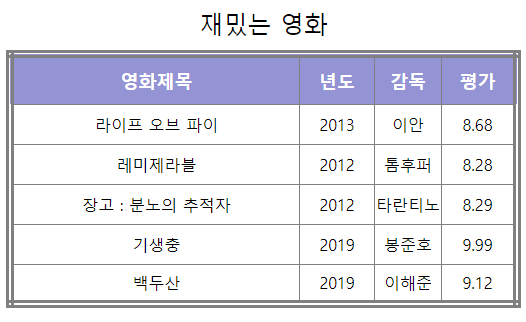 재밌는 영화
영화제목 년도 감독 평가
라이프 오브 파이 2013 이안 8.68
레미제라블 2012 톰후퍼 8.28
장고 : 분노의 추적자 2012 타란티노 8.29
기생충 2019 봉준호 9.99
백두산 2019 이해준 9.12